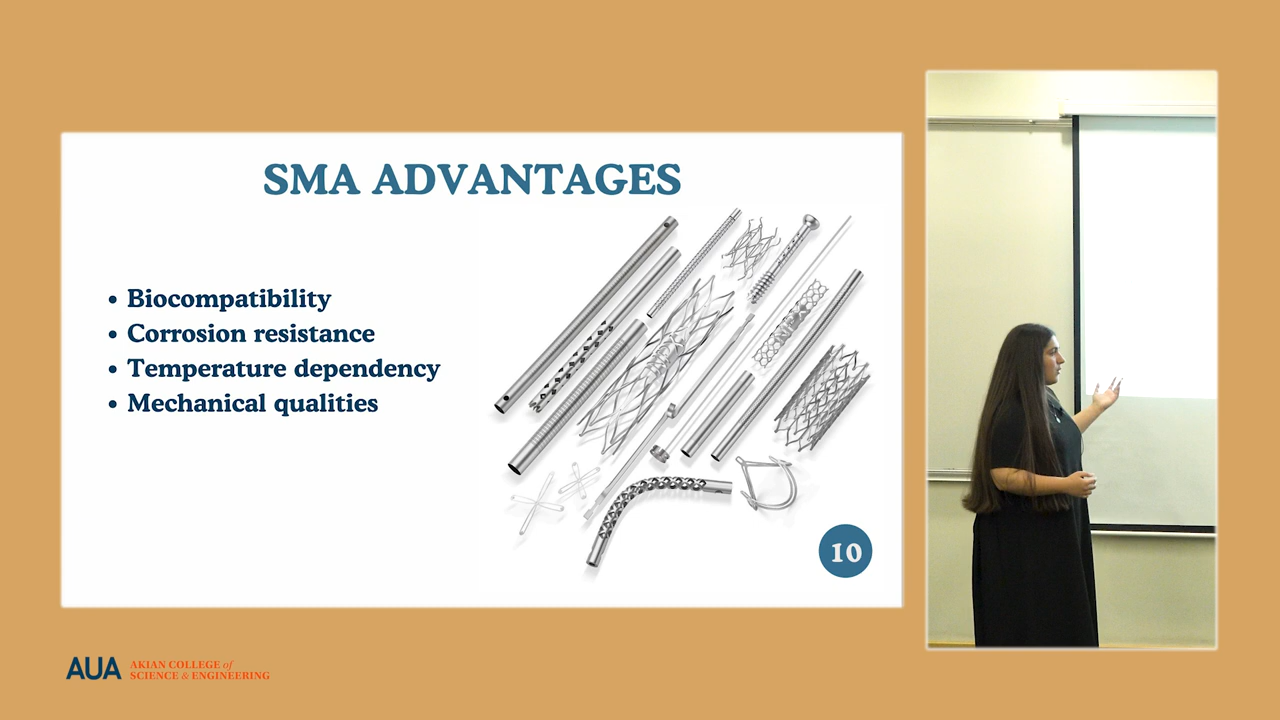 SMA ADVANTAGES
• Biocompatibility
• Corrosion resistance
• Temperature dependency
• Mechanical qualities
10
AUA AKIAN COLLEGE of
SCIENCE & ENGINEERING